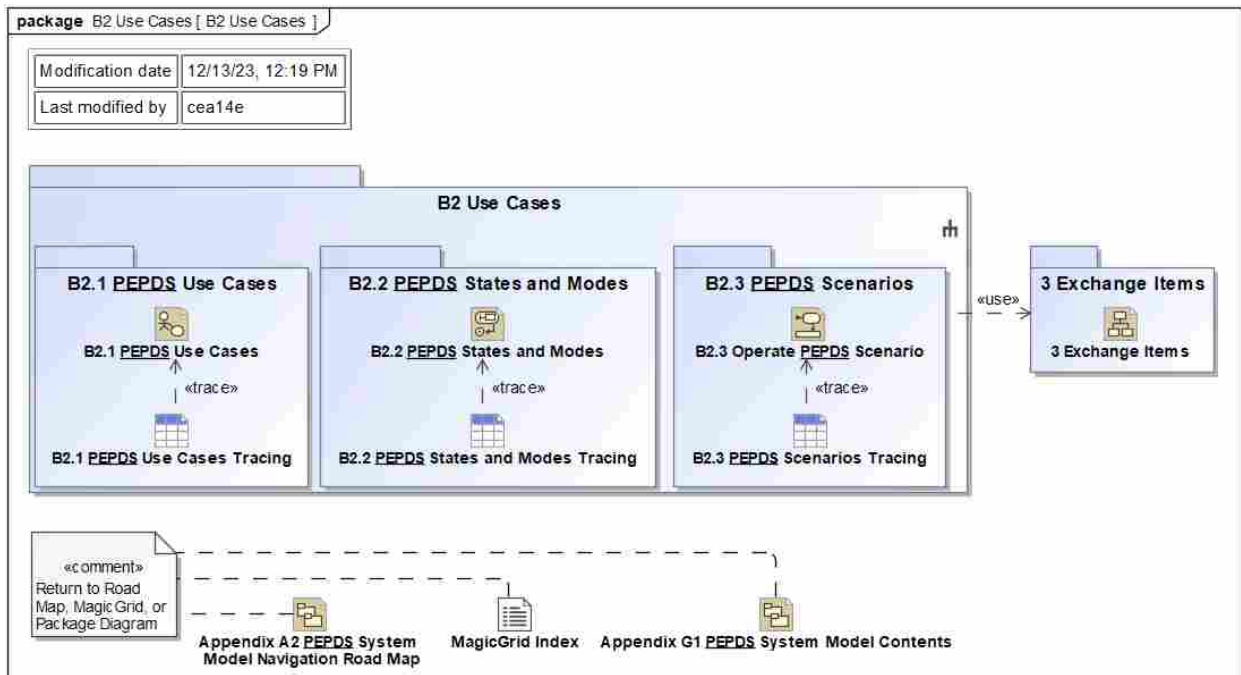 package B2 Use Cases [ B2 Use Cases ]
Modification date 12/13/23, 12:19 PM
Last modified by cea14e
B2 Use Cases
B2.1 PEPDS Use Cases
B2.1 PEPDS Use Cases
«trace»
B2.1 PEPDS Use Cases Tracing
B2.2 PEPDS States and Modes
B2.2 PEPDS States and Modes
«trace»
B2.2 PEPDS States and Modes Tracing
B2.3 PEPDS Scenarios
B2.3 Operate PEPDS Scenario
«trace»
B2.3 PEPDS Scenarios Tracing
«use»
3 Exchange Items
3 Exchange Items
«comment»
Return to Road
Map, MagicGrid, or
Package Diagram
Appendix A2 PEPDS System
Model Navigation Road Map
MagicGrid Index
Appendix G1 PEPDS System Model Contents